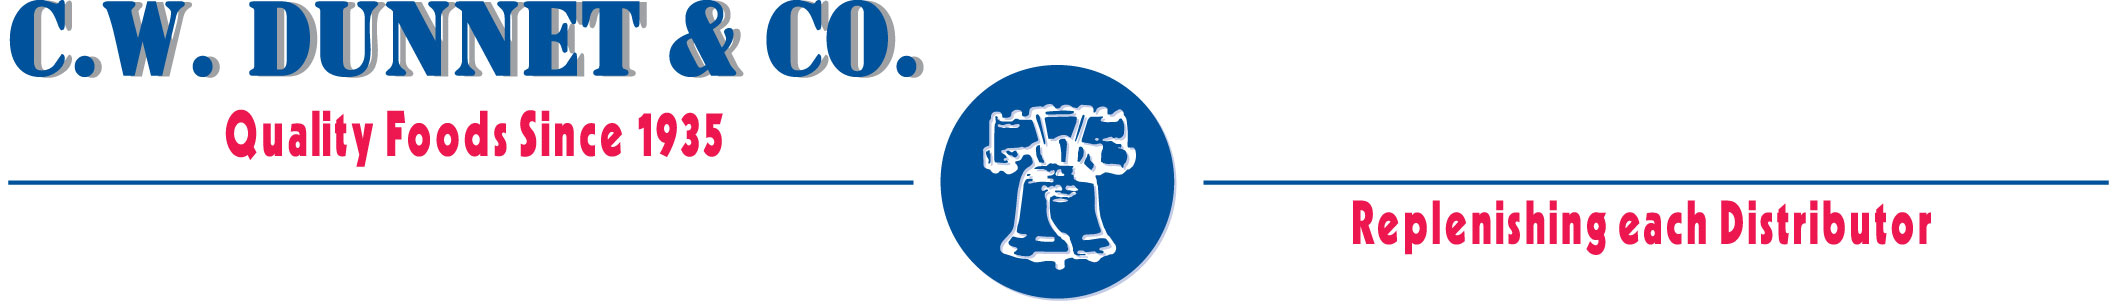 C.W. DUNNET & CO.
Quality Foods Since 1935
Replenishing each Distributor